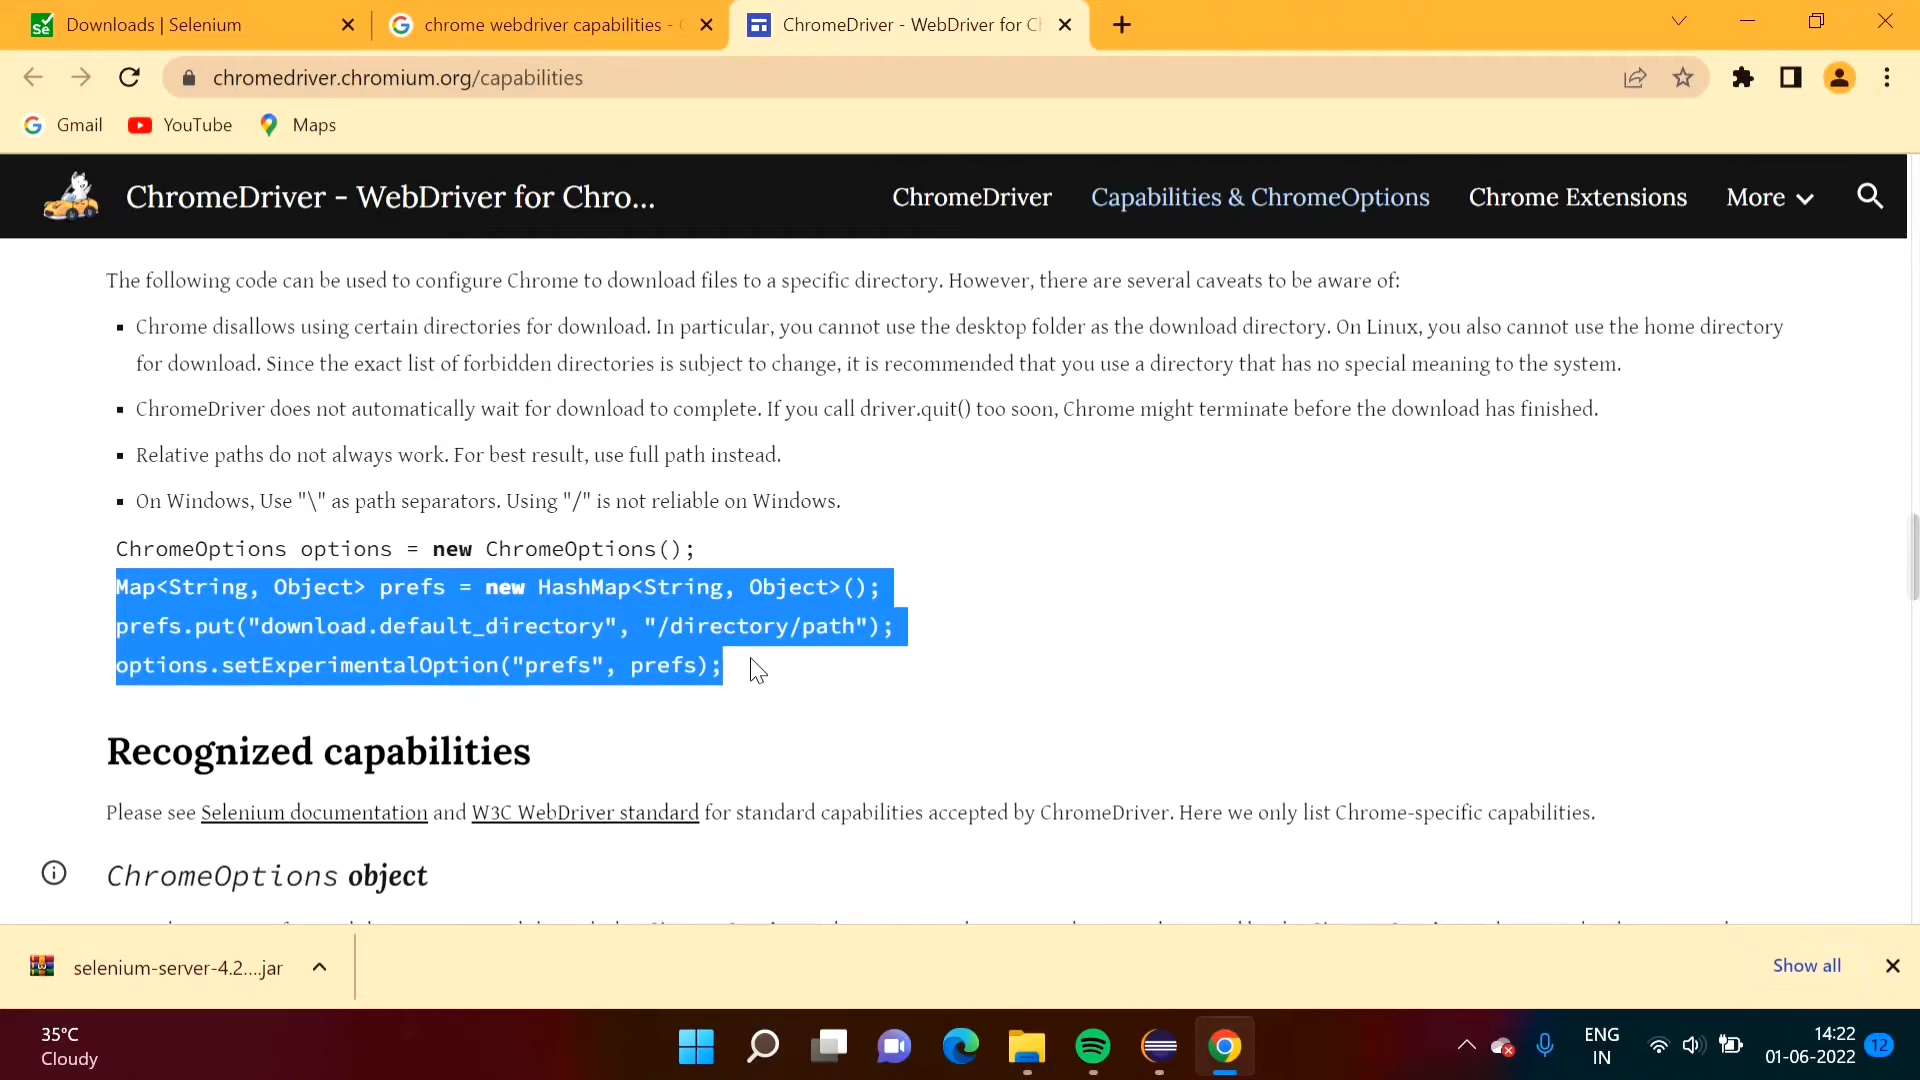 Downloads | Selenium
chrome webdriver capabilities -
ChromeDriver - WebDriver for Ch
chromedriver.chromium.org/capabilities
Gmail
YouTube
Maps
ChromeDriver - WebDriver for Chro...
ChromeDriver
Capabilities & ChromeOptions
Chrome Extensions
More
The following code can be used to configure Chrome to download files to a specific directory. However, there are several caveats to be aware of:
▪ Chrome disallows using certain directories for download. In particular, you cannot use the desktop folder as the download directory. On Linux, you also cannot use the home directory
for download. Since the exact list of forbidden directories is subject to change, it is recommended that you use a directory that has no special meaning to the system.
▪ ChromeDriver does not automatically wait for download to complete. If you call driver.quit() too soon, Chrome might terminate before the download has finished.
▪ Relative paths do not always work. For best result, use full path instead.
▪ On Windows, Use "\" as path separators. Using "/" is not reliable on Windows.
ChromeOptions options = new ChromeOptions();
Map<String, Object> prefs = new HashMap<String, Object>();
prefs.put("download.default_directory", "/directory/path");
options.setExperimentalOption("prefs", prefs);
Recognized capabilities
Please see Selenium documentation and W3C WebDriver standard for standard capabilities accepted by ChromeDriver. Here we only list Chrome-specific capabilities.
ChromeOptions object
selenium-server-4.2....jar
Show all
35°C
Cloudy
ENG
IN
14:22
01-06-2022
12